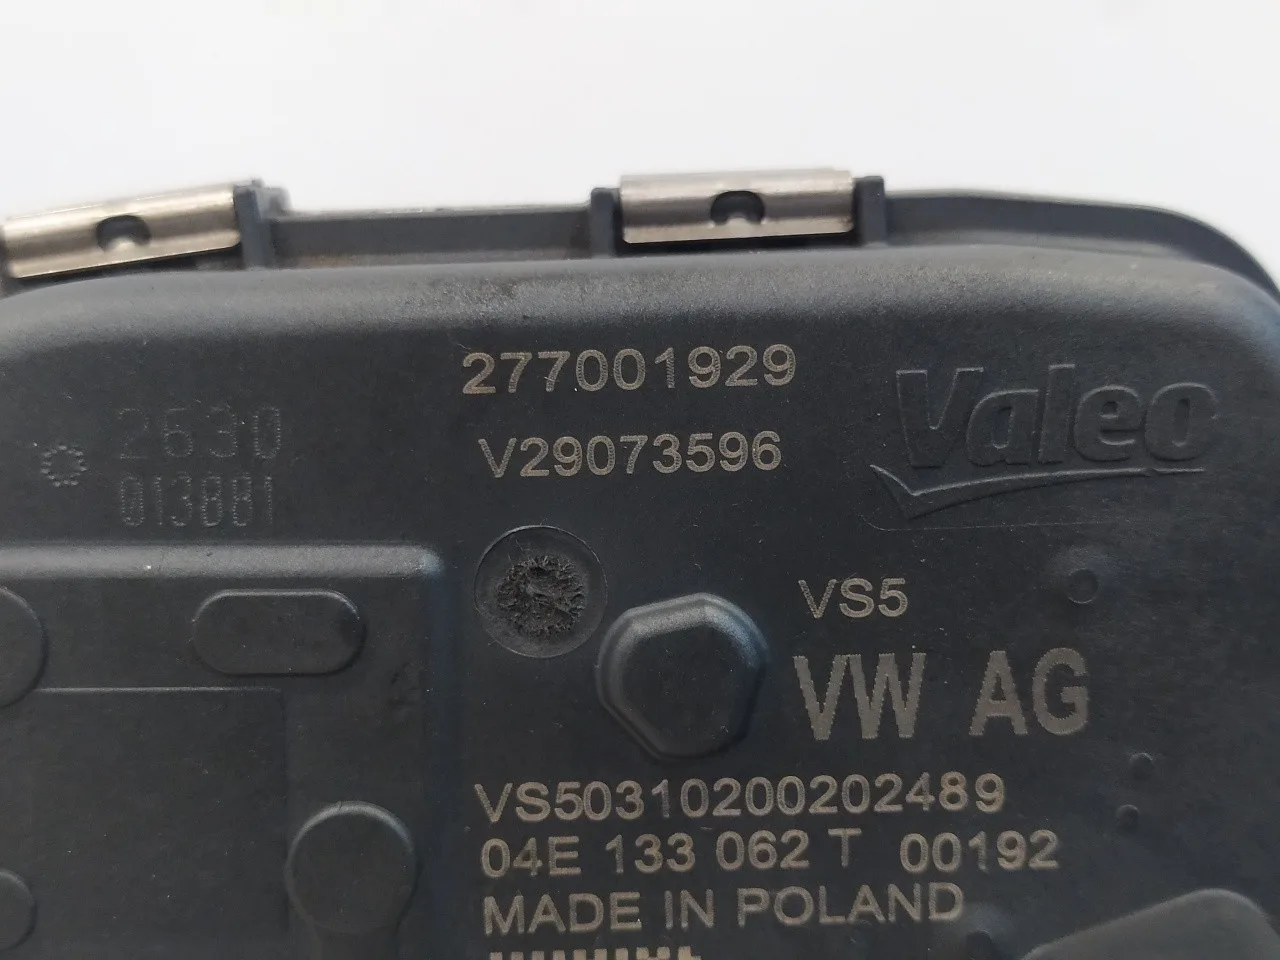 277001929
V29073596
Valeo
2630
013881
VS5
VW AG
VS50310200202489
04E 133 062 T 00192
MADE IN POLAND